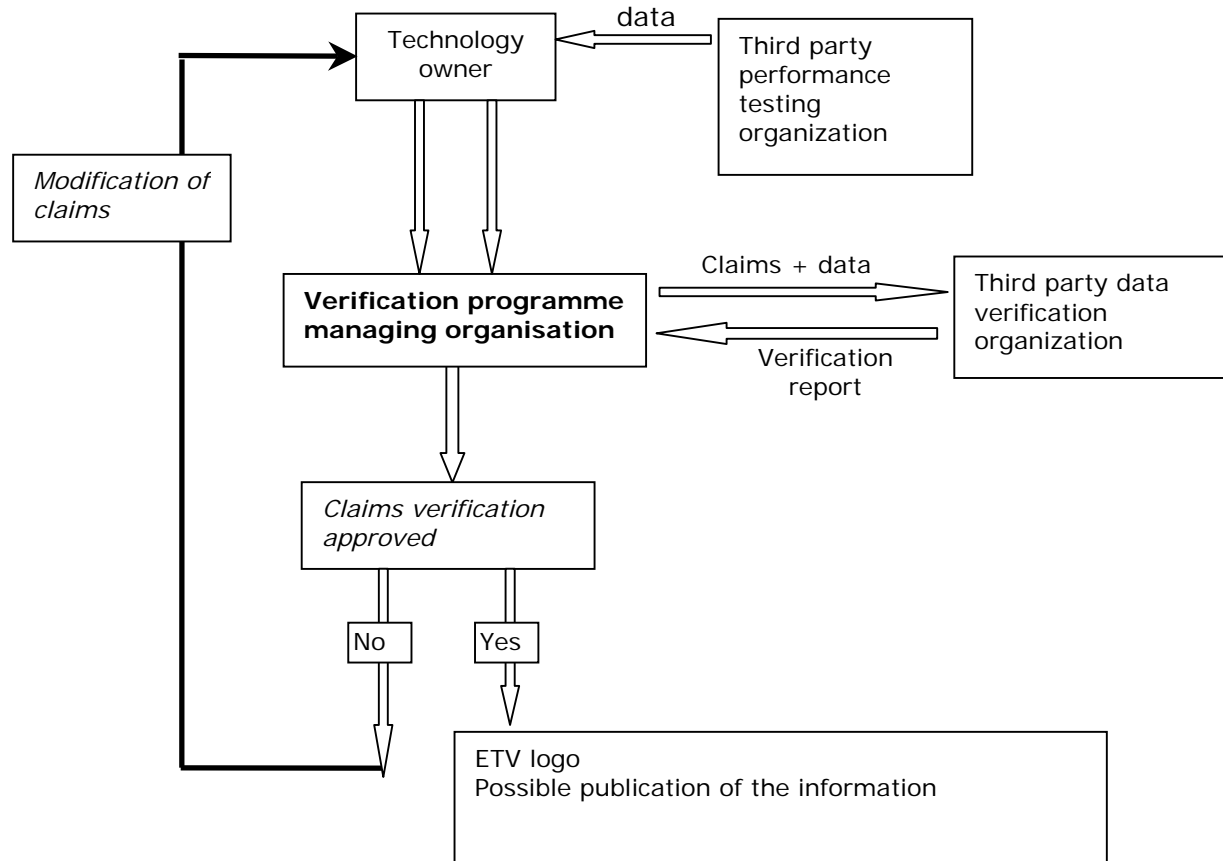 data
Technology
owner
Third party
performance
testing
organization
Modification of
claims
Verification programme
managing organisation
Claims + data
Third party data
verification
organization
Verification
report
Claims verification
approved
No
Yes
ETV logo
Possible publication of the information